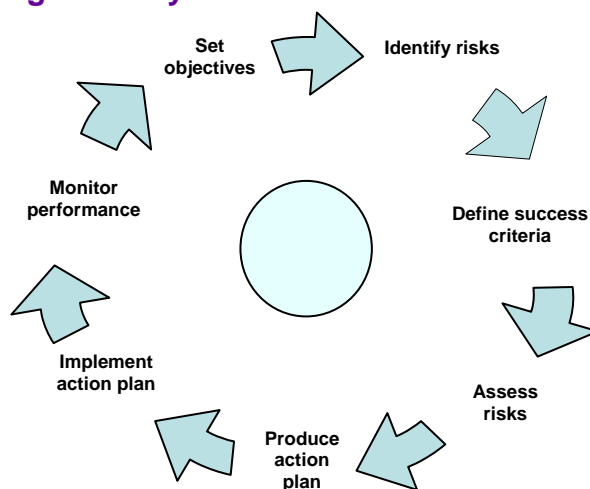 Set
objectives
Identify risks
Define success
criteria
Assess
risks
Produce
action
plan
Implement
action plan
Monitor
performance